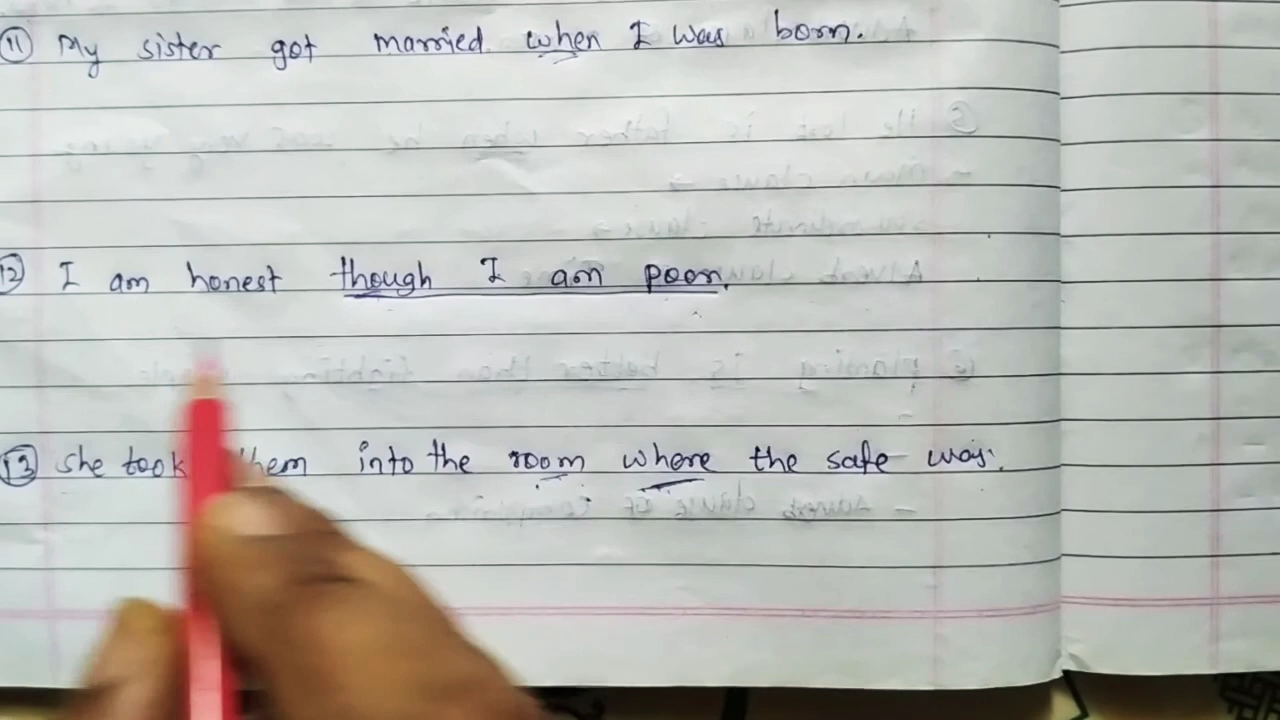 11 My sister got married when I was born.
12 I am honest though I am poor.
13 She took them into the room where the safe was.